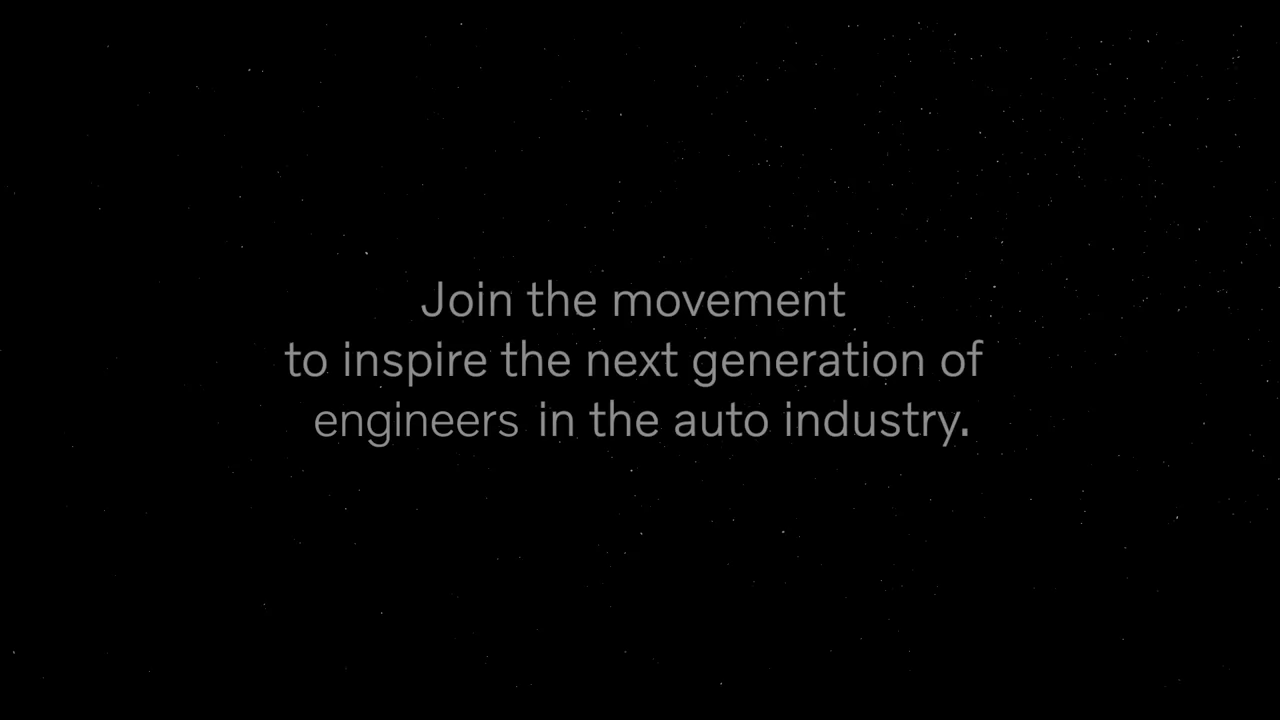 Join the movement
to inspire the next generation of
engineers in the auto industry.